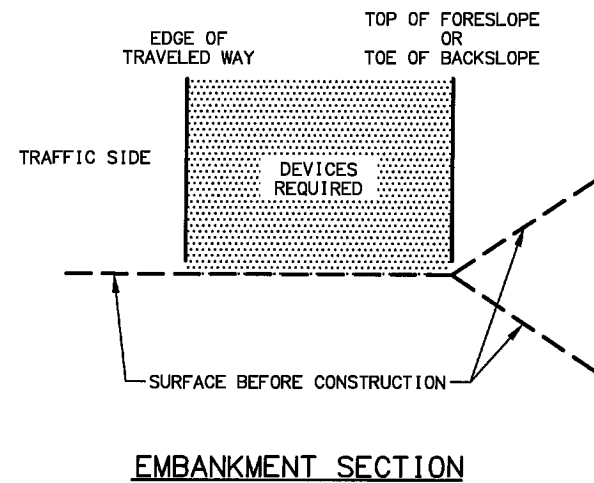 EDGE OF
TRAVELED WAY
TOP OF FORESLOPE
OR
TOE OF BACKSLOPE
TRAFFIC SIDE
DEVICES
REQUIRED
SURFACE BEFORE CONSTRUCTION
EMBANKMENT SECTION